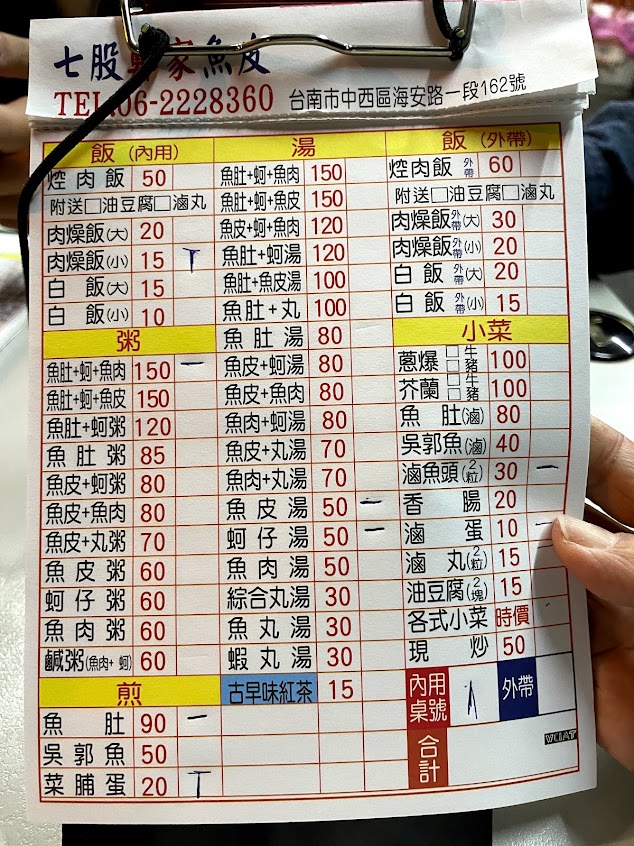 七股郭家魚皮
TEL:06-2228360 台南市中西區海安路一段162號
飯(內用)
焢肉飯 50
附送□油豆腐□滷丸
肉燥飯(大) 20
肉燥飯(小) 15 T
白飯(大) 15
白飯(小) 10
粥
魚肚+蚵+魚肉 150 一
魚肚+蚵+魚皮 150
魚肚+蚵粥 120
魚肚粥 85
魚皮+蚵粥 80
魚皮+魚肉 80
魚皮+丸粥 70
魚皮粥 60
蚵仔粥 60
魚肉粥 60
鹹粥(魚肉+蚵) 60
煎
魚肚 90 一
吳郭魚 50
菜脯蛋 20 T
湯
魚肚+蚵+魚肉 150
魚肚+蚵+魚皮 150
魚皮+蚵+魚肉 120
魚肚+蚵湯 120
魚肚+魚皮湯 100
魚肚+丸 100
魚肚湯 80
魚皮+蚵湯 80
魚皮+魚肉 80
魚肉+蚵湯 80
魚皮+丸湯 70
魚肉+丸湯 70
魚皮湯 50 一
蚵仔湯 50 一
魚肉湯 50
綜合丸湯 30
魚丸湯 30
蝦丸湯 30
古早味紅茶 15
飯(外帶)
焢肉飯外帶 60
附送□油豆腐□滷丸
肉燥飯外帶(大) 30
肉燥飯外帶(小) 20
白飯外帶(大) 20
白飯外帶(小) 15
小菜
蔥爆□牛□豬 100
芥蘭□牛□豬 100
魚肚(滷) 80
吳郭魚(滷) 40
滷魚頭(2粒) 30 一
香腸 20
滷蛋 10 一
滷丸(2粒) 15
油豆腐(2塊) 15
各式小菜 時價
現炒 50
內用桌號 外帶
合計